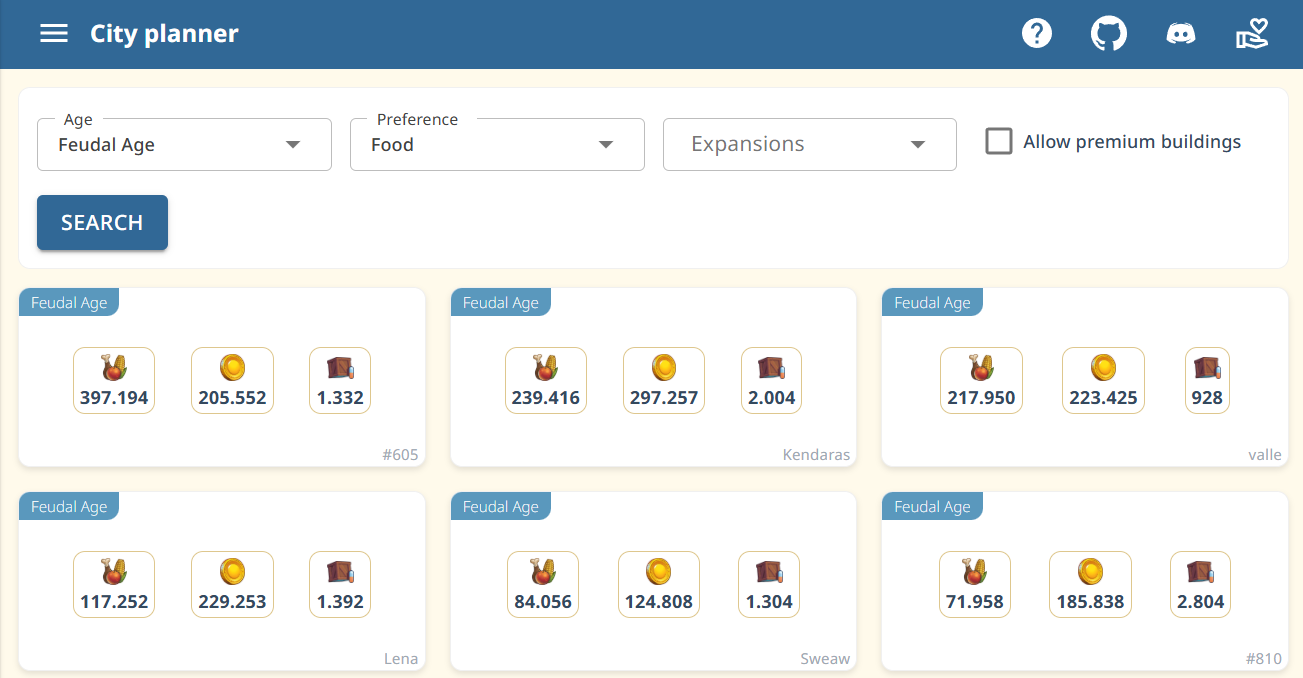 City planner
?
Age
Feudal Age
Preference
Food
Expansions
Allow premium buildings
SEARCH
Feudal Age
397.194
205.552
1.332
#605
Feudal Age
239.416
297.257
2.004
Kendaras
Feudal Age
217.950
223.425
928
valle
Feudal Age
117.252
229.253
1.392
Lena
Feudal Age
84.056
124.808
1.304
Sweaw
Feudal Age
71.958
185.838
2.804
#810